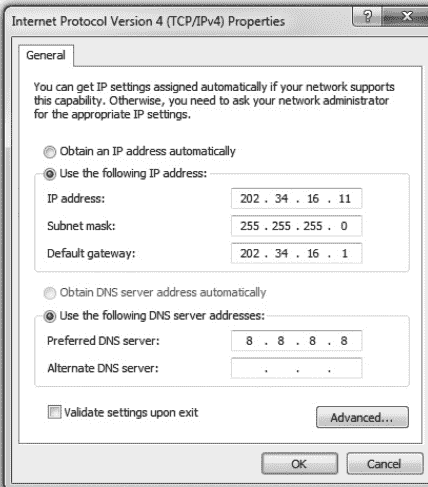 Internet Protocol Version 4 (TCP/IPv4) Properties
General
You can get IP settings assigned automatically if your network supports
this capability. Otherwise, you need to ask your network administrator
for the appropriate IP settings.
Obtain an IP address automatically
Use the following IP address:
IP address: 202 . 34 . 16 . 11
Subnet mask: 255 . 255 . 255 . 0
Default gateway: 202 . 34 . 16 . 1
Obtain DNS server address automatically
Use the following DNS server addresses:
Preferred DNS server: 8 . 8 . 8 . 8
Alternate DNS server: . . .
Validate settings upon exit
Advanced...
OK Cancel